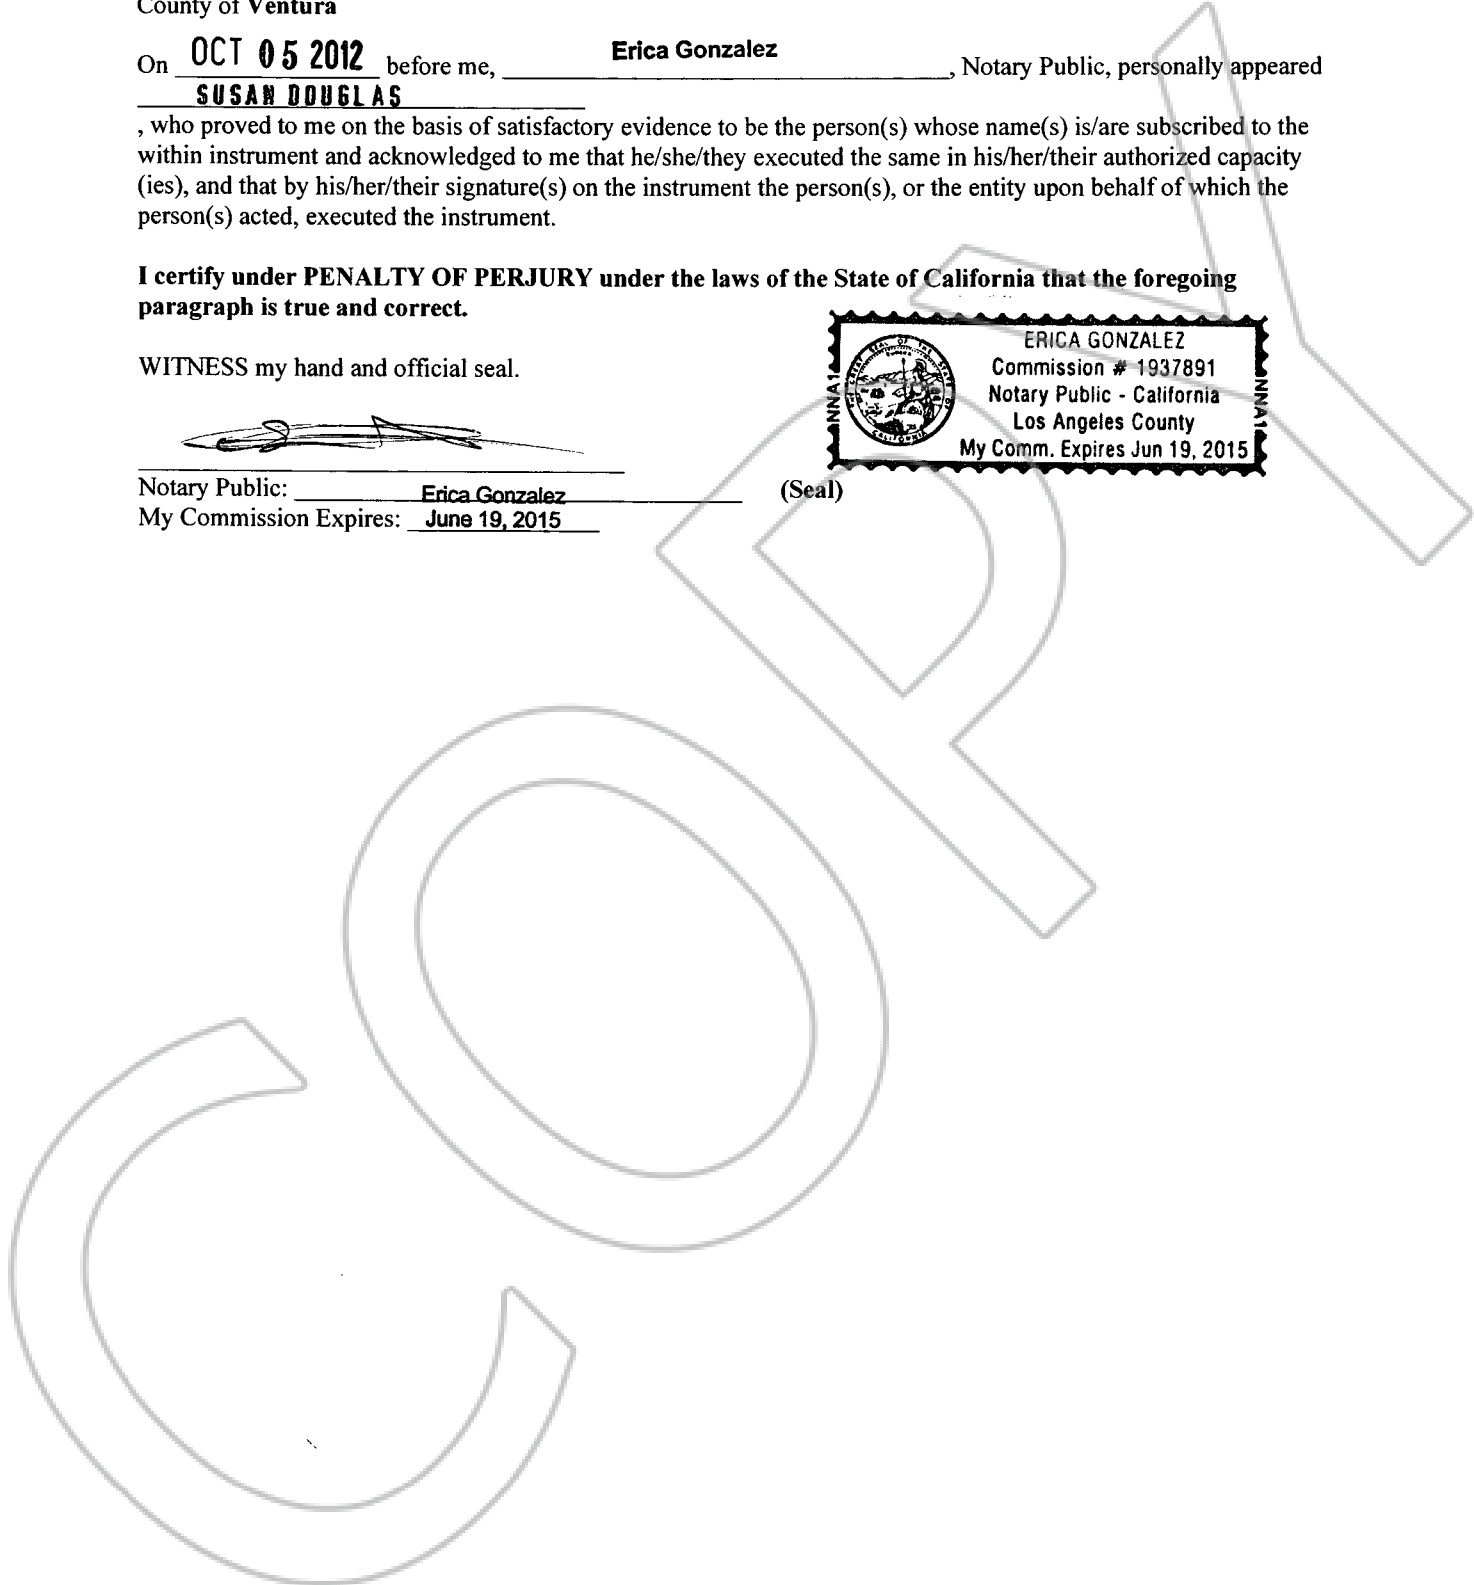 County of Ventura
On OCT 05 2012 before me, Erica Gonzalez, Notary Public, personally appeared
SUSAN DOUGLAS
, who proved to me on the basis of satisfactory evidence to be the person(s) whose name(s) is/are subscribed to the
within instrument and acknowledged to me that he/she/they executed the same in his/her/their authorized capacity
(ies), and that by his/her/their signature(s) on the instrument the person(s), or the entity upon behalf of which the
person(s) acted, executed the instrument.
I certify under PENALTY OF PERJURY under the laws of the State of California that the foregoing
paragraph is true and correct.
WITNESS my hand and official seal.
ERICA GONZALEZ
Commission # 1937891
Notary Public - California
Los Angeles County
My Comm. Expires Jun 19, 2015
NNA1
NNA1
Notary Public: Erica Gonzalez (Seal)
My Commission Expires: June 19, 2015
COPY